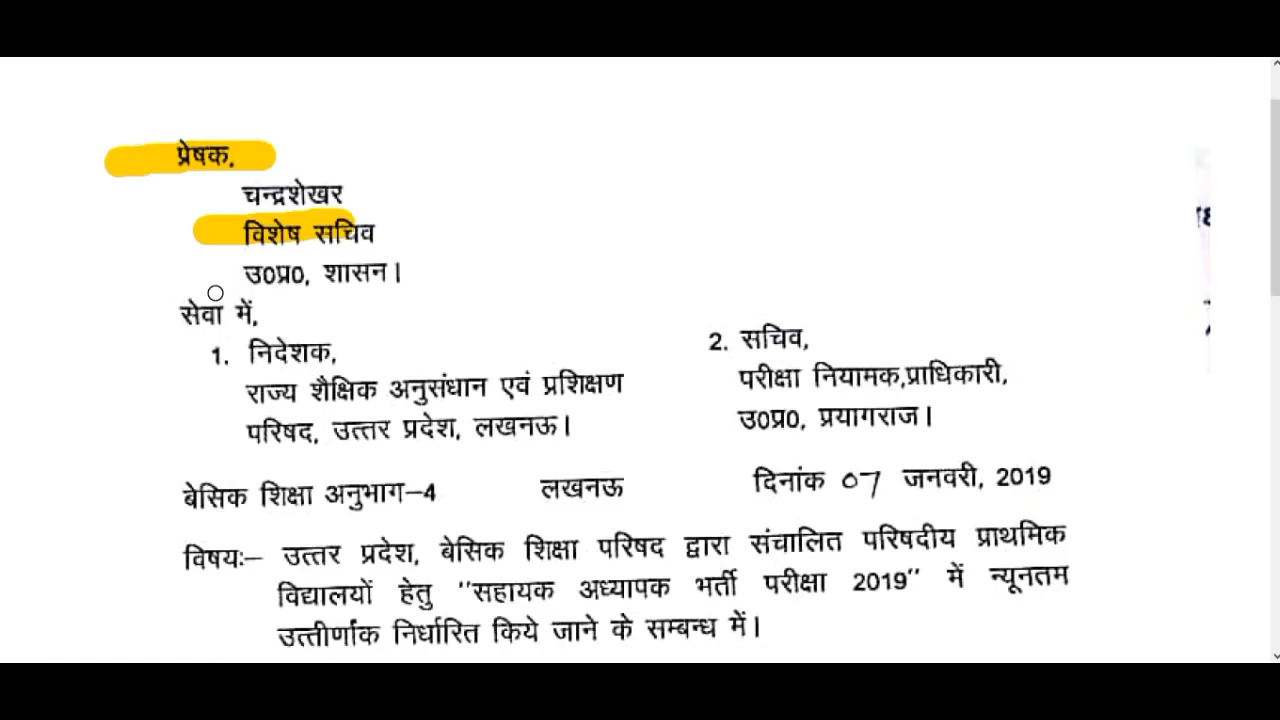 प्रेषक,
चन्द्रशेखर
विशेष सचिव
उ0प्र0, शासन।
सेवा में,
1. निदेशक,
राज्य शैक्षिक अनुसंधान एवं प्रशिक्षण
परिषद, उत्तर प्रदेश, लखनऊ।
2. सचिव,
परीक्षा नियामक,प्राधिकारी,
उ0प्र0, प्रयागराज।
बेसिक शिक्षा अनुभाग–4 लखनऊ दिनांक 07 जनवरी, 2019
विषयः– उत्तर प्रदेश, बेसिक शिक्षा परिषद द्वारा संचालित परिषदीय प्राथमिक
विद्यालयों हेतु "सहायक अध्यापक भर्ती परीक्षा 2019" में न्यूनतम
उत्तीर्णांक निर्धारित किये जाने के सम्बन्ध में।